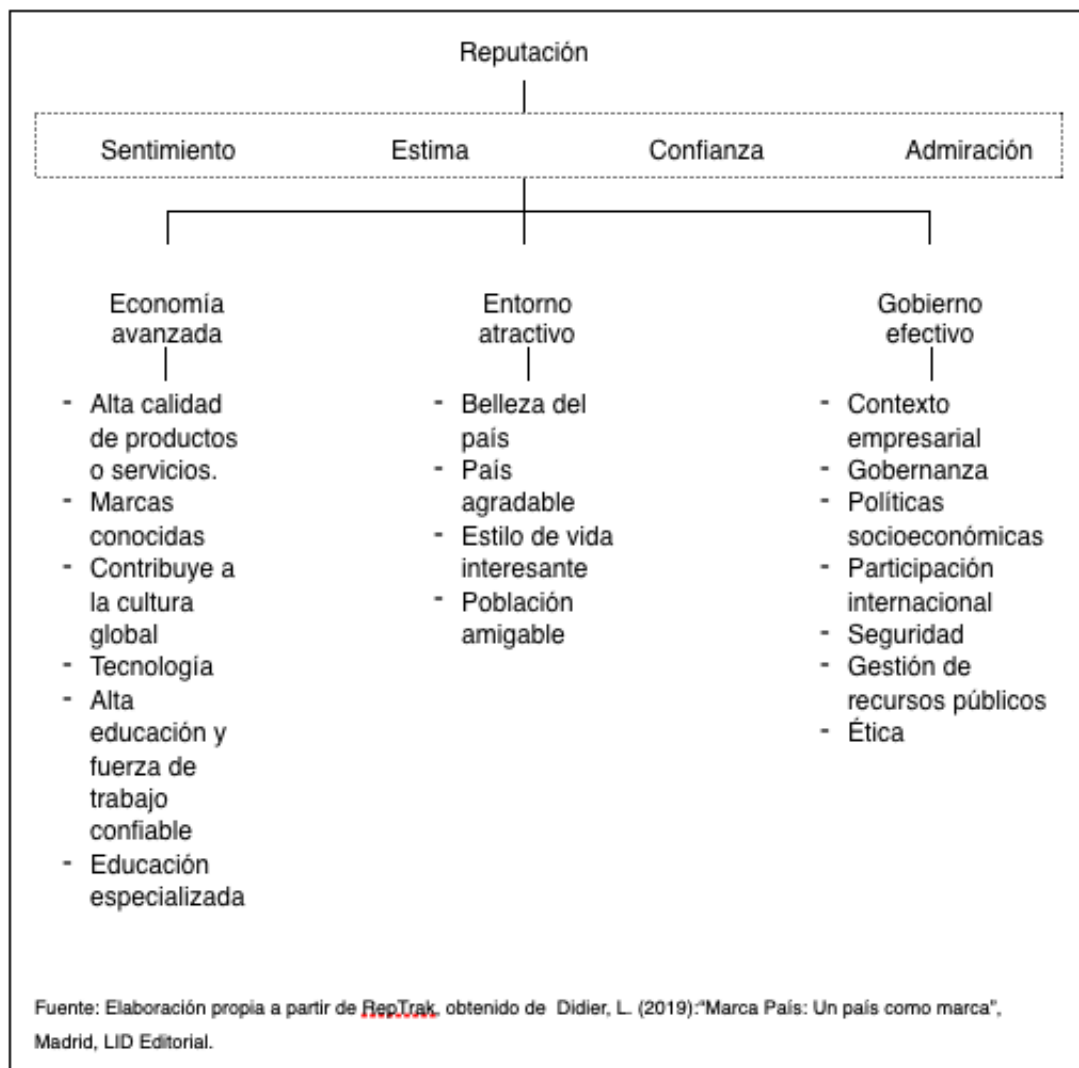 Reputación
Sentimiento Estima Confianza Admiración
Economía
avanzada
- Alta calidad
de productos
o servicios.
- Marcas
conocidas
- Contribuye a
la cultura
global
- Tecnología
- Alta
educación y
fuerza de
trabajo
confiable
- Educación
especializada
Entorno
atractivo
- Belleza del
país
- País
agradable
- Estilo de vida
interesante
- Población
amigable
Gobierno
efectivo
- Contexto
empresarial
- Gobernanza
- Políticas
socioeconómicas
- Participación
internacional
- Seguridad
- Gestión de
recursos públicos
- Ética
Fuente: Elaboración propia a partir de RepTrak, obtenido de Didier, L. (2019):“Marca País: Un país como marca”,
Madrid, LID Editorial.